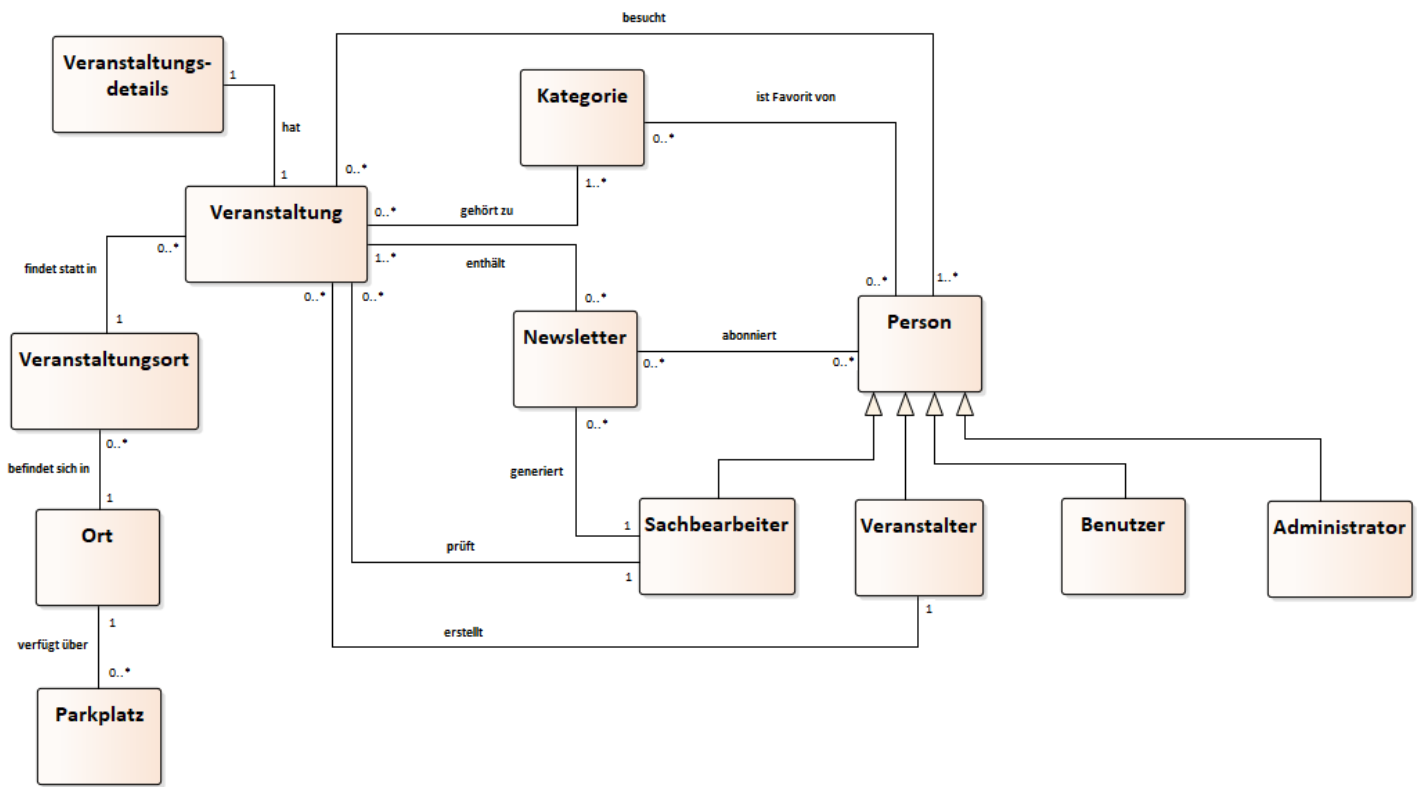 besucht
Veranstaltungs-
details
1
hat
1
Kategorie
ist Favorit von
0..*
0..*
1..*
Veranstaltung
0..*
gehört zu
0..*
findet statt in
1..*
enthält
0..*
0..*
0..*
0..*
1..*
1
Veranstaltungsort
Newsletter
abonniert
0..*
0..*
Person
0..*
0..*
befindet sich in
1
generiert
Ort
1
Sachbearbeiter
Veranstalter
Benutzer
Administrator
prüft
1
1
1
verfügt über
erstellt
0..*
Parkplatz